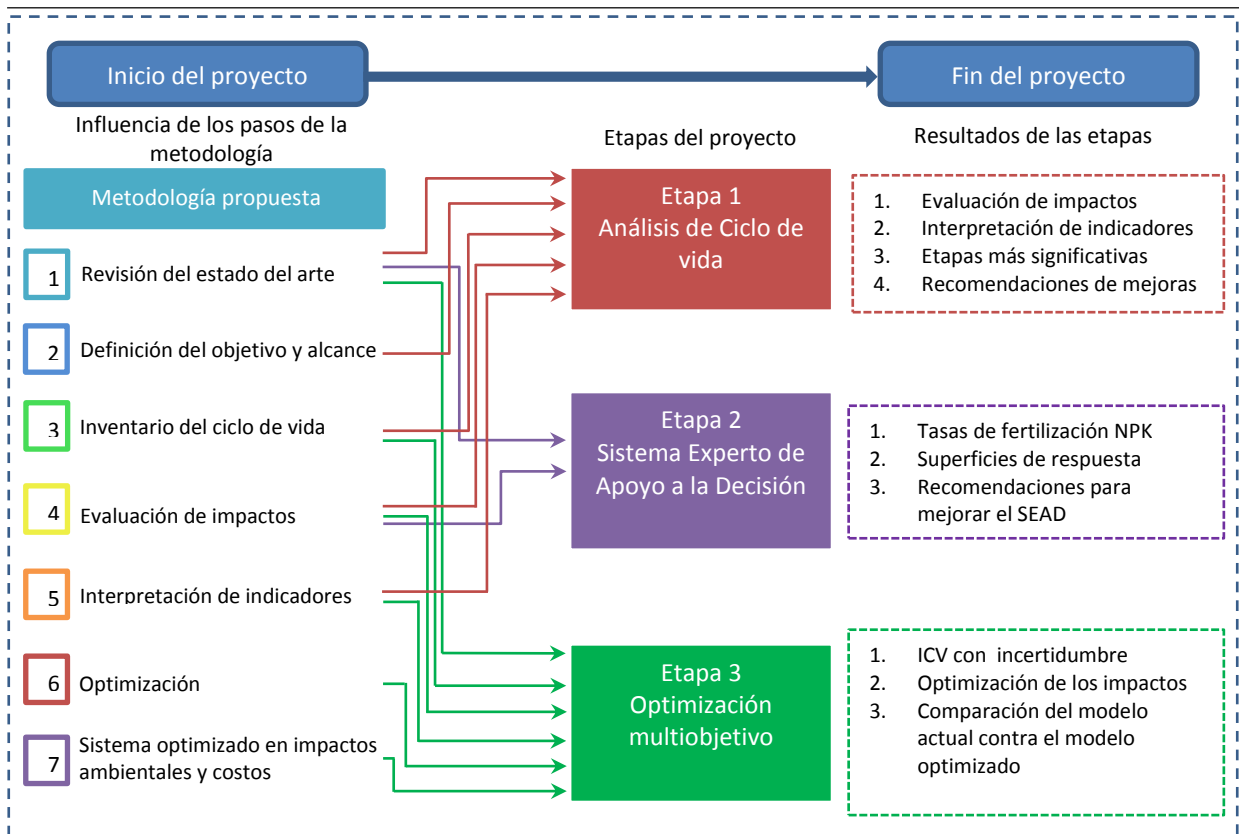 Inicio del proyecto
Fin del proyecto
Influencia de los pasos de la
metodología
Etapas del proyecto
Resultados de las etapas
Metodología propuesta
1 Revisión del estado del arte
2 Definición del objetivo y alcance
3 Inventario del ciclo de vida
4 Evaluación de impactos
5 Interpretación de indicadores
6 Optimización
7 Sistema optimizado en impactos
ambientales y costos
Etapa 1
Análisis de Ciclo de
vida
1. Evaluación de impactos
2. Interpretación de indicadores
3. Etapas más significativas
4. Recomendaciones de mejoras
Etapa 2
Sistema Experto de
Apoyo a la Decisión
1. Tasas de fertilización NPK
2. Superficies de respuesta
3. Recomendaciones para
mejorar el SEAD
Etapa 3
Optimización
multiobjetivo
1. ICV con incertidumbre
2. Optimización de los impactos
3. Comparación del modelo
actual contra el modelo
optimizado